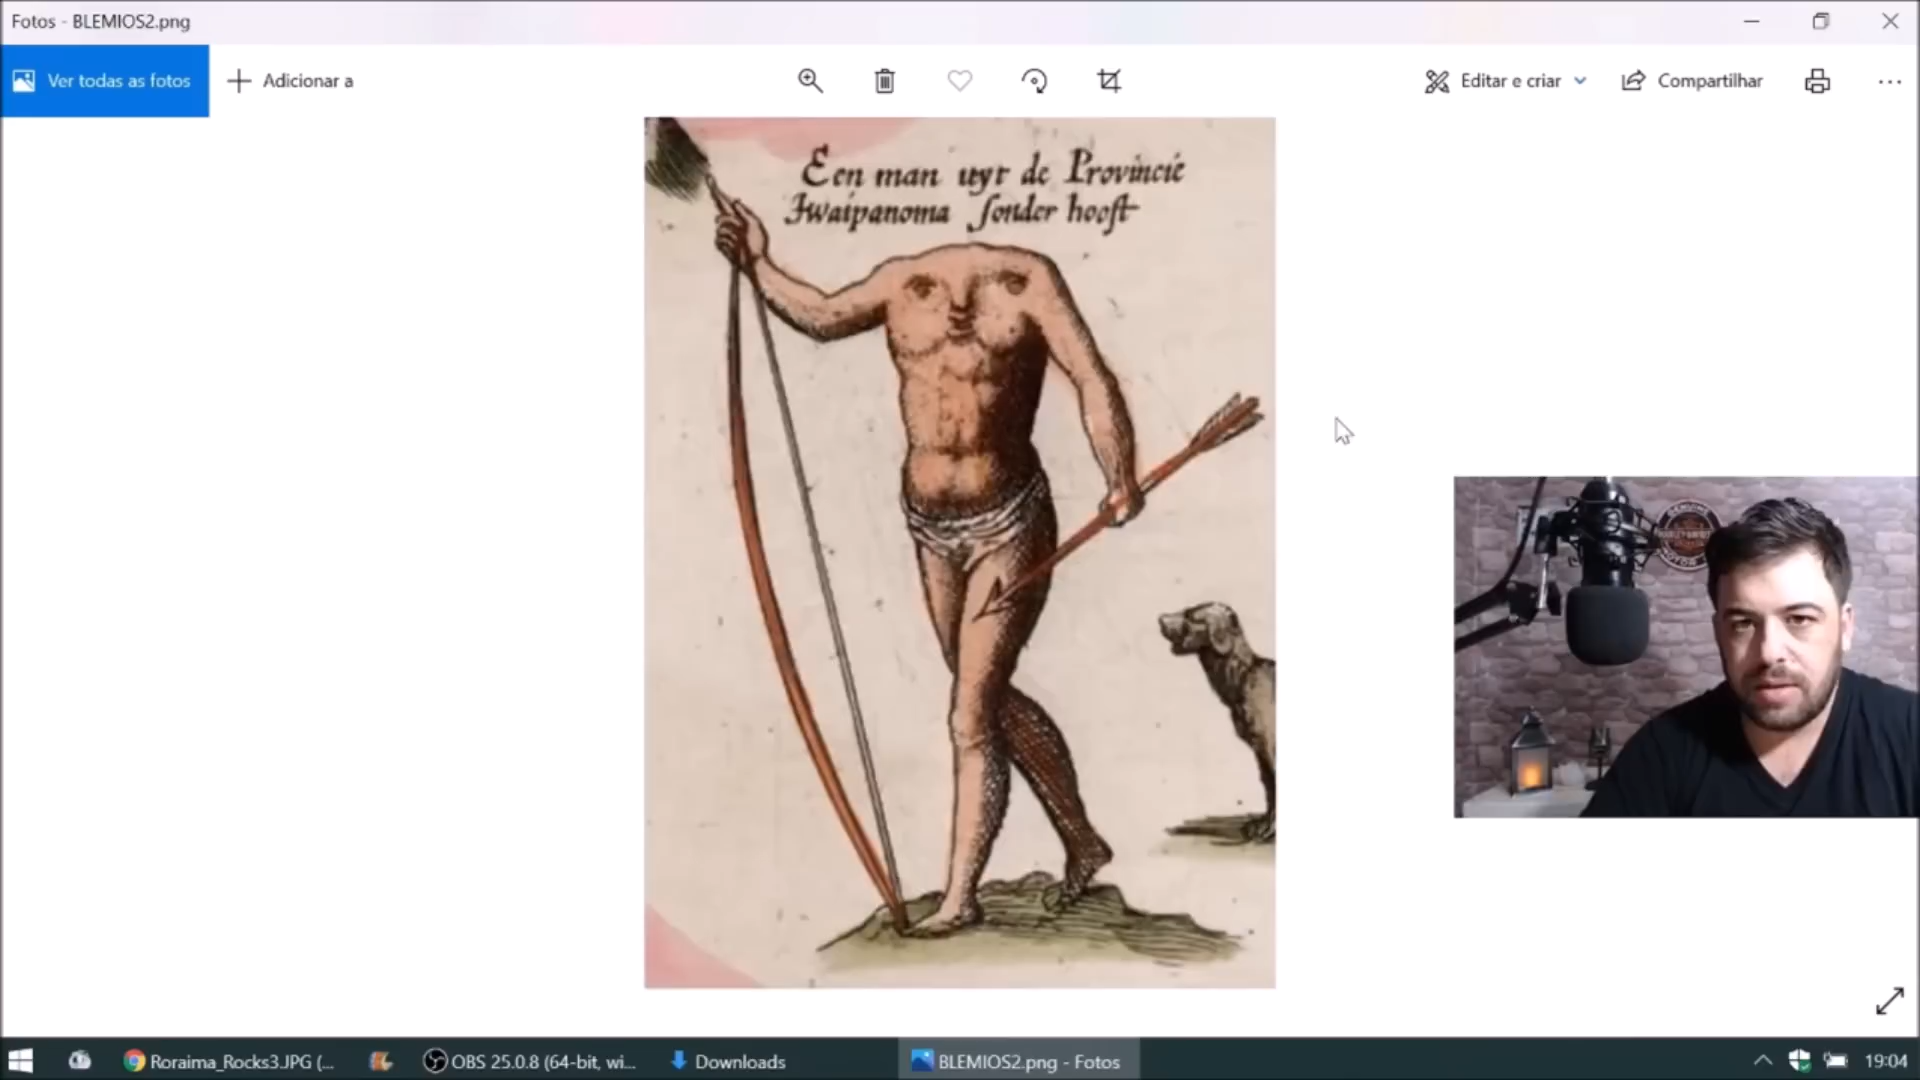 Fotos - BLEMIOS2.png
Ver todas as fotos
Adicionar a
Editar e criar
Compartilhar
Een man uyt de Provincie
Iwaipanoma sonder hooft
Roraima_Rocks3.JPG (...
OBS 25.0.8 (64-bit, wi...
Downloads
BLEMIOS2.png - Fotos
19:04